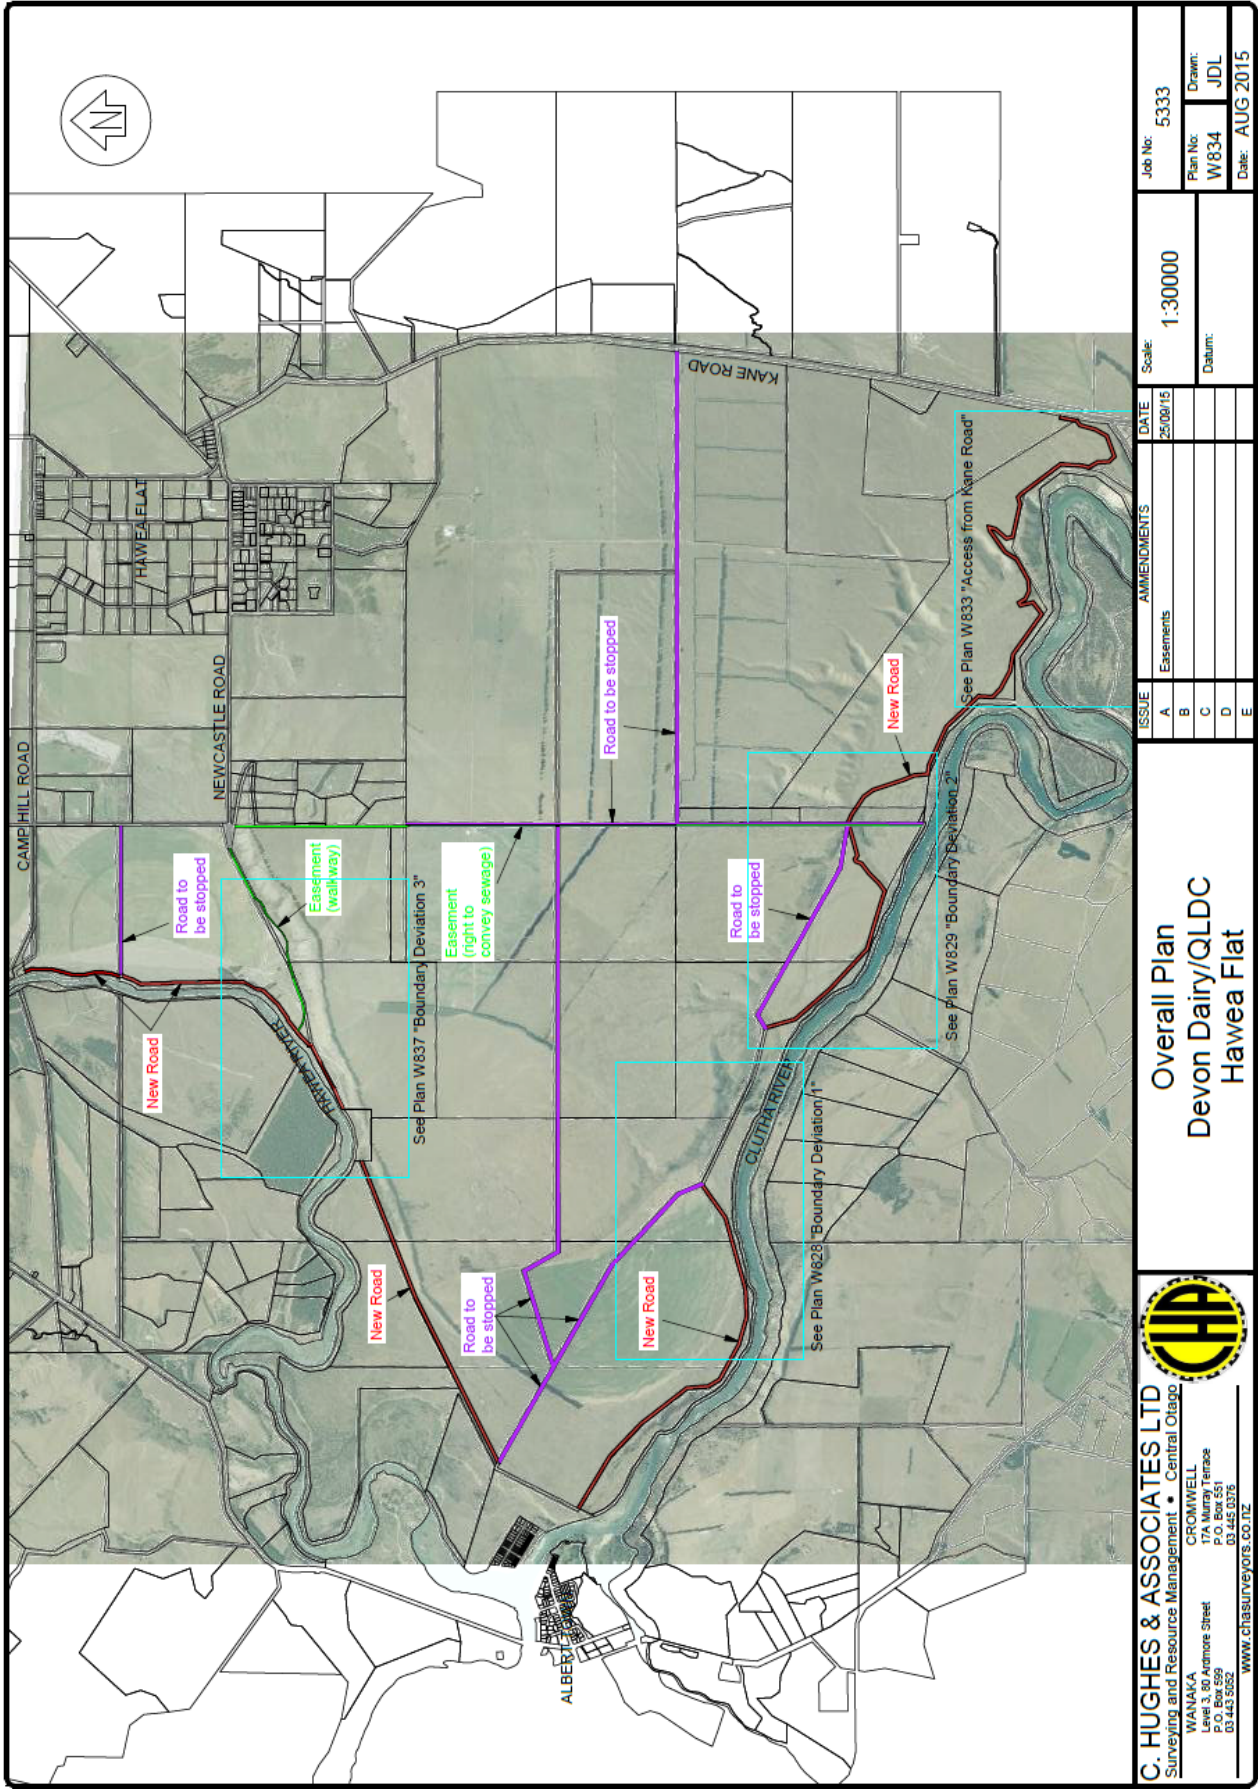 N
CAMP HILL ROAD
HAWEA FLAT
NEWCASTLE ROAD
KANE ROAD
Road to
be stopped
New Road
HAWEA RIVER
Easement
(walkway)
See Plan W837 "Boundary Deviation 3"
Easement
(right to
convey sewage)
Road to be stopped
New Road
Road to
be stopped
New Road
See Plan W828 "Boundary Deviation 1"
CLUTHA RIVER
Road to
be stopped
New Road
See Plan W829 "Boundary Deviation 2"
See Plan W833 "Access from Kane Road"
C. HUGHES & ASSOCIATES LTD
Surveying and Resource Management • Central Otago
WANAKA
Level 3, 80 Ardmore Street
P.O. Box 599
03 443 5052
CROMWELL
17A Murray Terrace
P.O. Box 551
03 445 0376
www.chasurveyors.co.nz
CHA
Overall Plan
Devon Dairy/QLDC
Hawea Flat
ISSUE
AMMENDMENTS
DATE
A
Easements
25/09/15
B
C
D
E
Scale:
1:30000
Datum:
Job No:
5333
Plan No:
W834
Drawn:
JDL
Date: AUG 2015